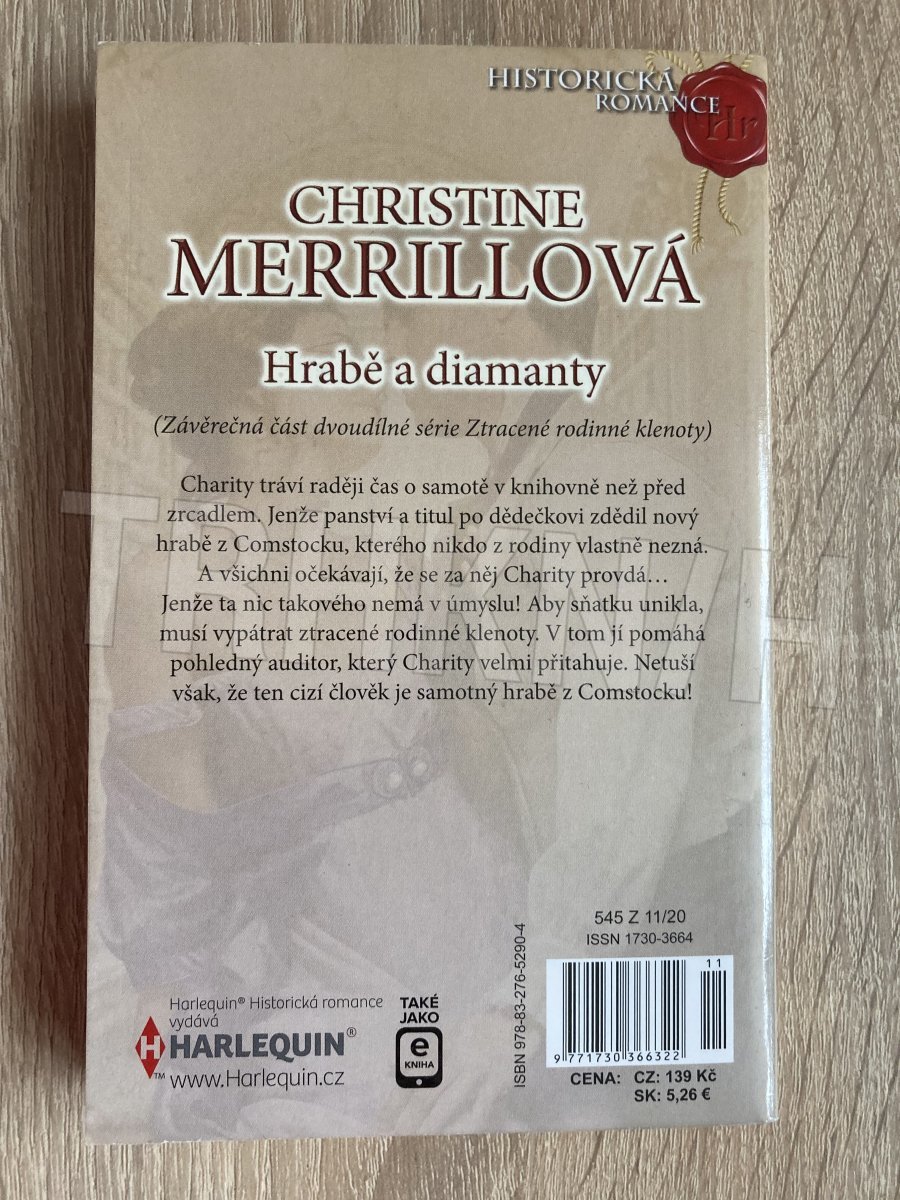 HISTORICKÁ
ROMANCE
Hr
CHRISTINE
MERRILLOVÁ
Hrabě a diamanty
(Závěrečná část dvoudílné série Ztracené rodinné klenoty)
Charity tráví raději čas o samotě v knihovně než před
zrcadlem. Jenže panství a titul po dědečkovi zdědil nový
hrabě z Comstocku, kterého nikdo z rodiny vlastně nezná.
A všichni očekávají, že se za něj Charity provdá…
Jenže ta nic takového nemá v úmyslu! Aby sňatku unikla,
musí vypátrat ztracené rodinné klenoty. V tom jí pomáhá
pohledný auditor, který Charity velmi přitahuje. Netuší
však, že ten cizí člověk je samotný hrabě z Comstocku!
TRHKNIH
545 Z 11/20
ISSN 1730-3664
ISBN 978-83-276-5290-4
11
9 771730 366322
Harlequin® Historická romance
vydává
H HARLEQUIN®
™ www.Harlequin.cz
TAKÉ
JAKO
e
KNIHA
CENA: CZ: 139 Kč
SK: 5,26 €